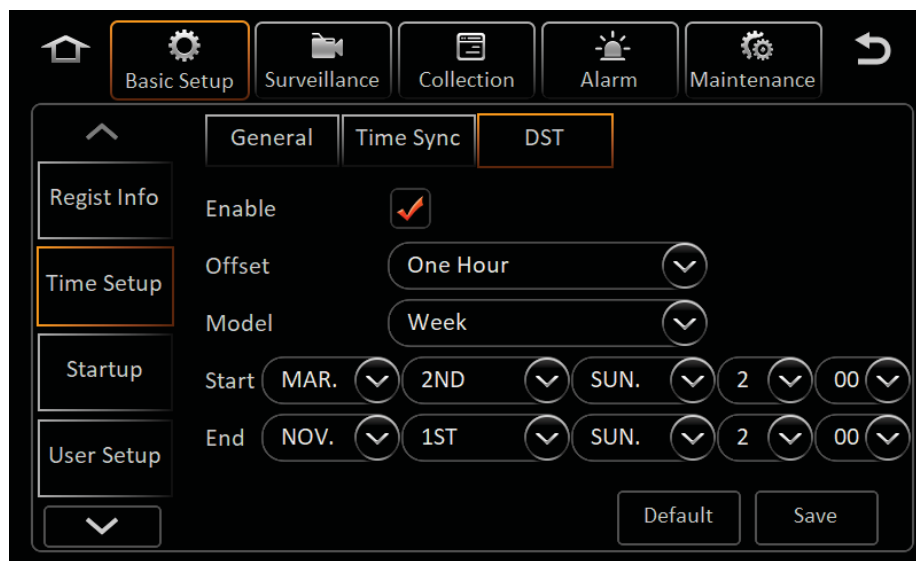 Basic Setup Surveillance Collection Alarm Maintenance
General Time Sync DST
Regist Info
Enable
Time Setup
Offset One Hour
Model Week
Startup
Start MAR. 2ND SUN. 2 00
User Setup
End NOV. 1ST SUN. 2 00
Default Save